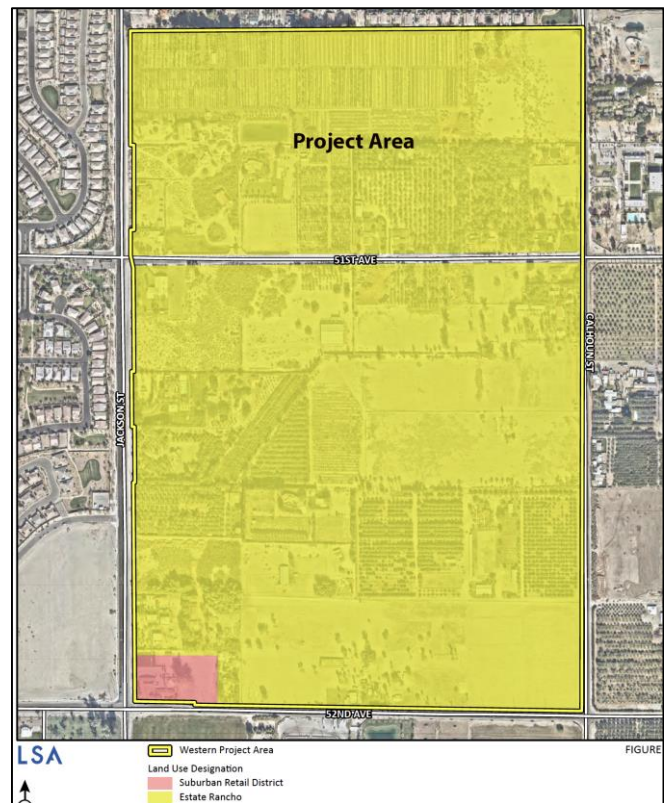 Project Area
51ST AVE
JACKSON ST
CALHOUN ST
52ND AVE
LSA
Western Project Area
FIGURE
Land Use Designation
Suburban Retail District
Estate Rancho